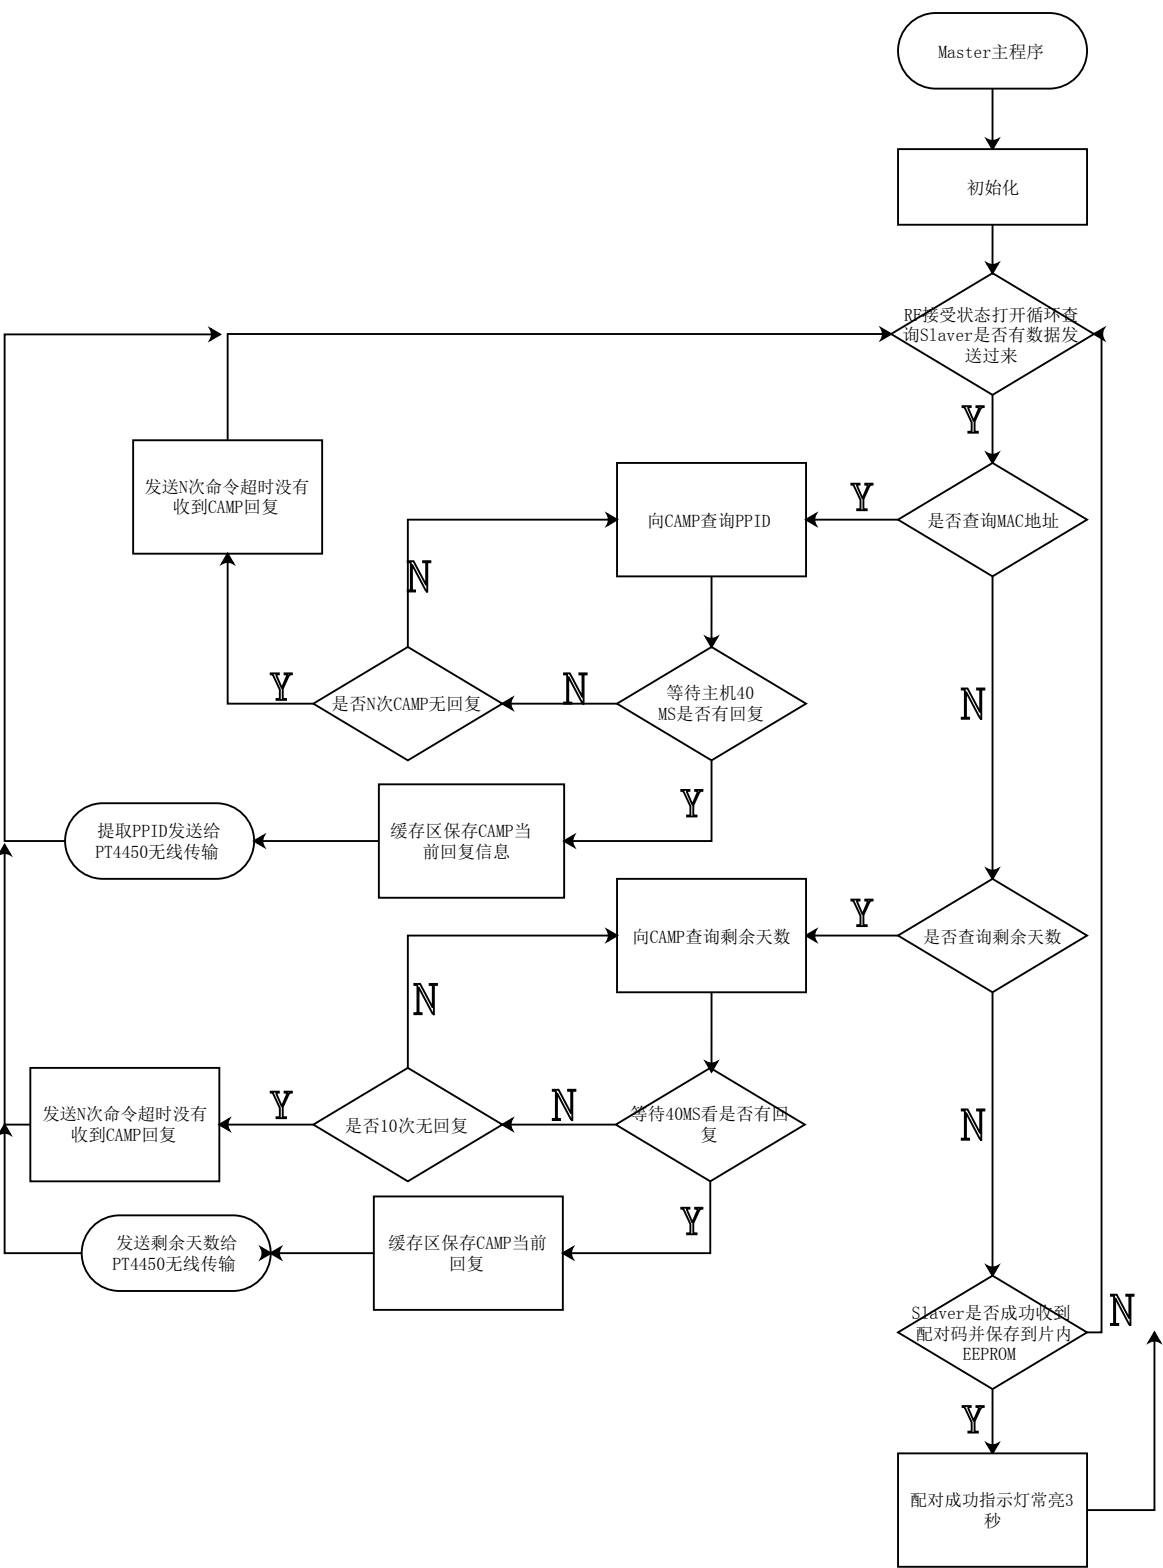 Master主程序
初始化
RF接受状态打开循环查
询Slaver是否有数据发
送过来
Y
是否查询MAC地址
Y
向CAMP查询PPID
发送N次命令超时没有
收到CAMP回复
N
等待主机40
MS是否有回复
N
是否N次CAMP无回复
Y
N
Y
缓存区保存CAMP当
前回复信息
提取PPID发送给
PT4450无线传输
是否查询剩余天数
Y
向CAMP查询剩余天数
N
等待40MS看是否有回
复
N
是否10次无回复
Y
发送N次命令超时没有
收到CAMP回复
N
Y
缓存区保存CAMP当前
回复
发送剩余天数给
PT4450无线传输
Slaver是否成功收到
配对码并保存到片内
EEPROM
N
Y
配对成功指示灯常亮3
秒